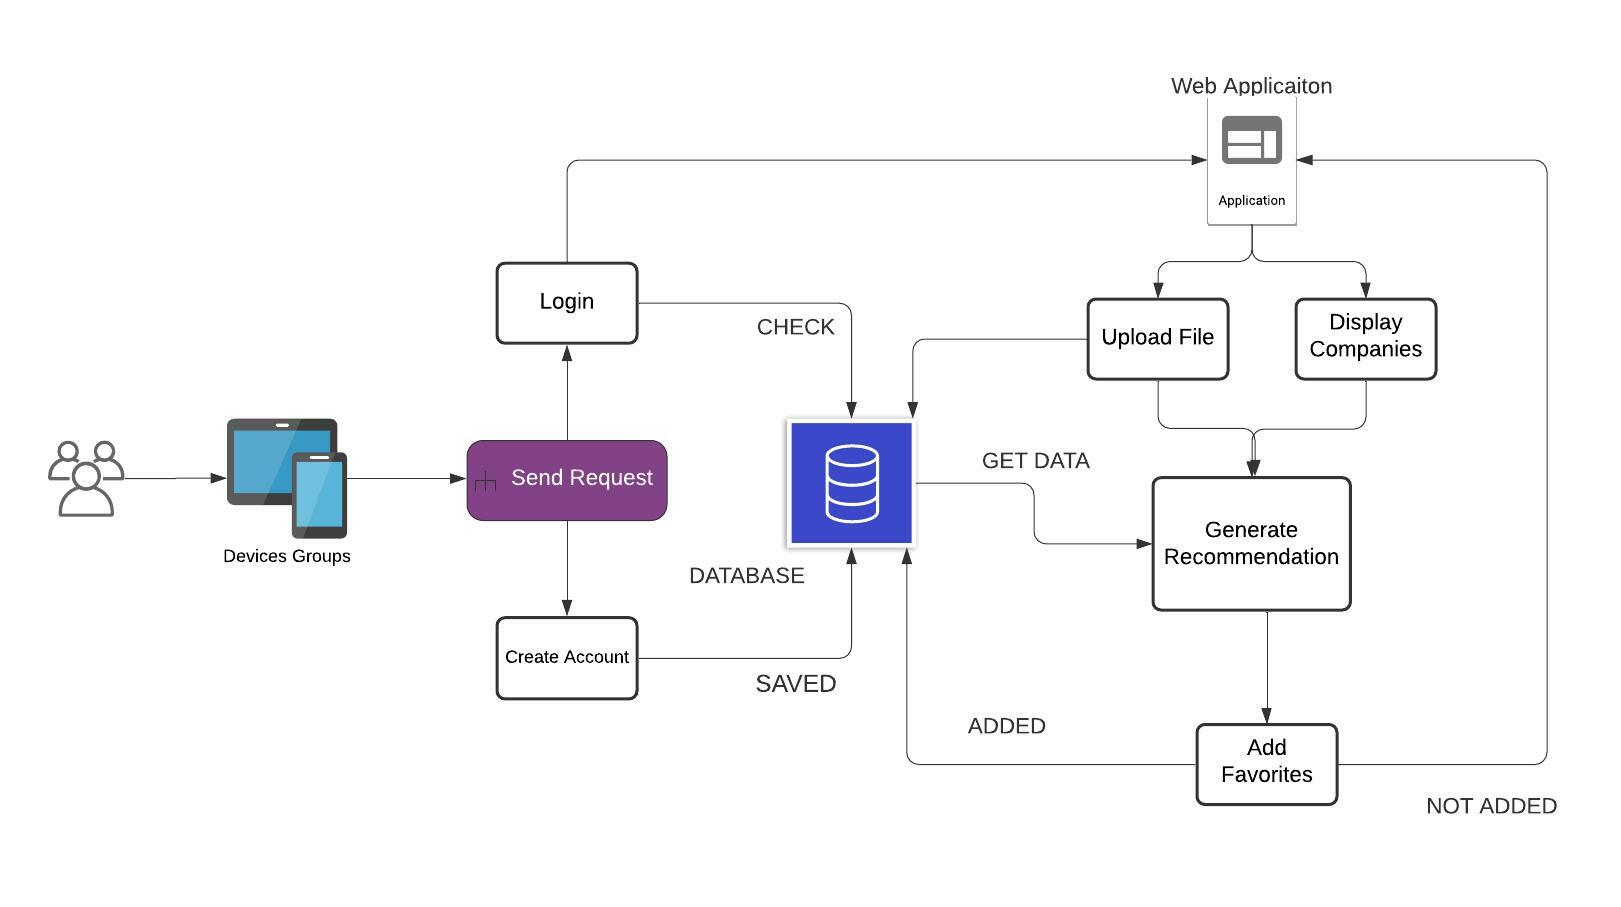 Web Applicaiton
Application
Login
CHECK
Upload File
Display
Companies
GET DATA
Send Request
Devices Groups
DATABASE
Generate
Recommendation
Create Account
SAVED
ADDED
Add
Favorites
NOT ADDED